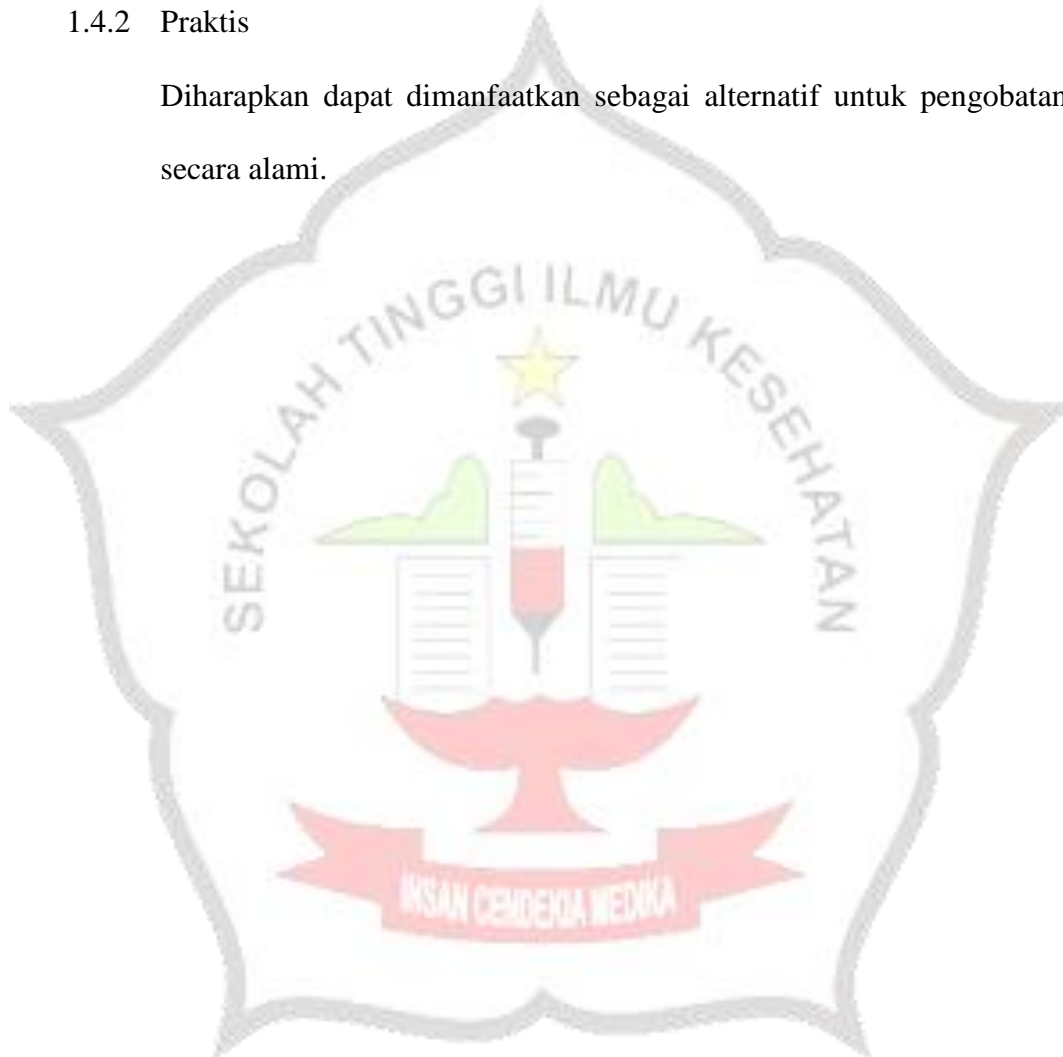 1.4.2 Praktis
Diharapkan dapat dimanfaatkan sebagai alternatif untuk pengobatan
secara alami.
SEKOLAH TINGGI ILMU KESEHATAN
INSAN CENDEKIA MEDIKA